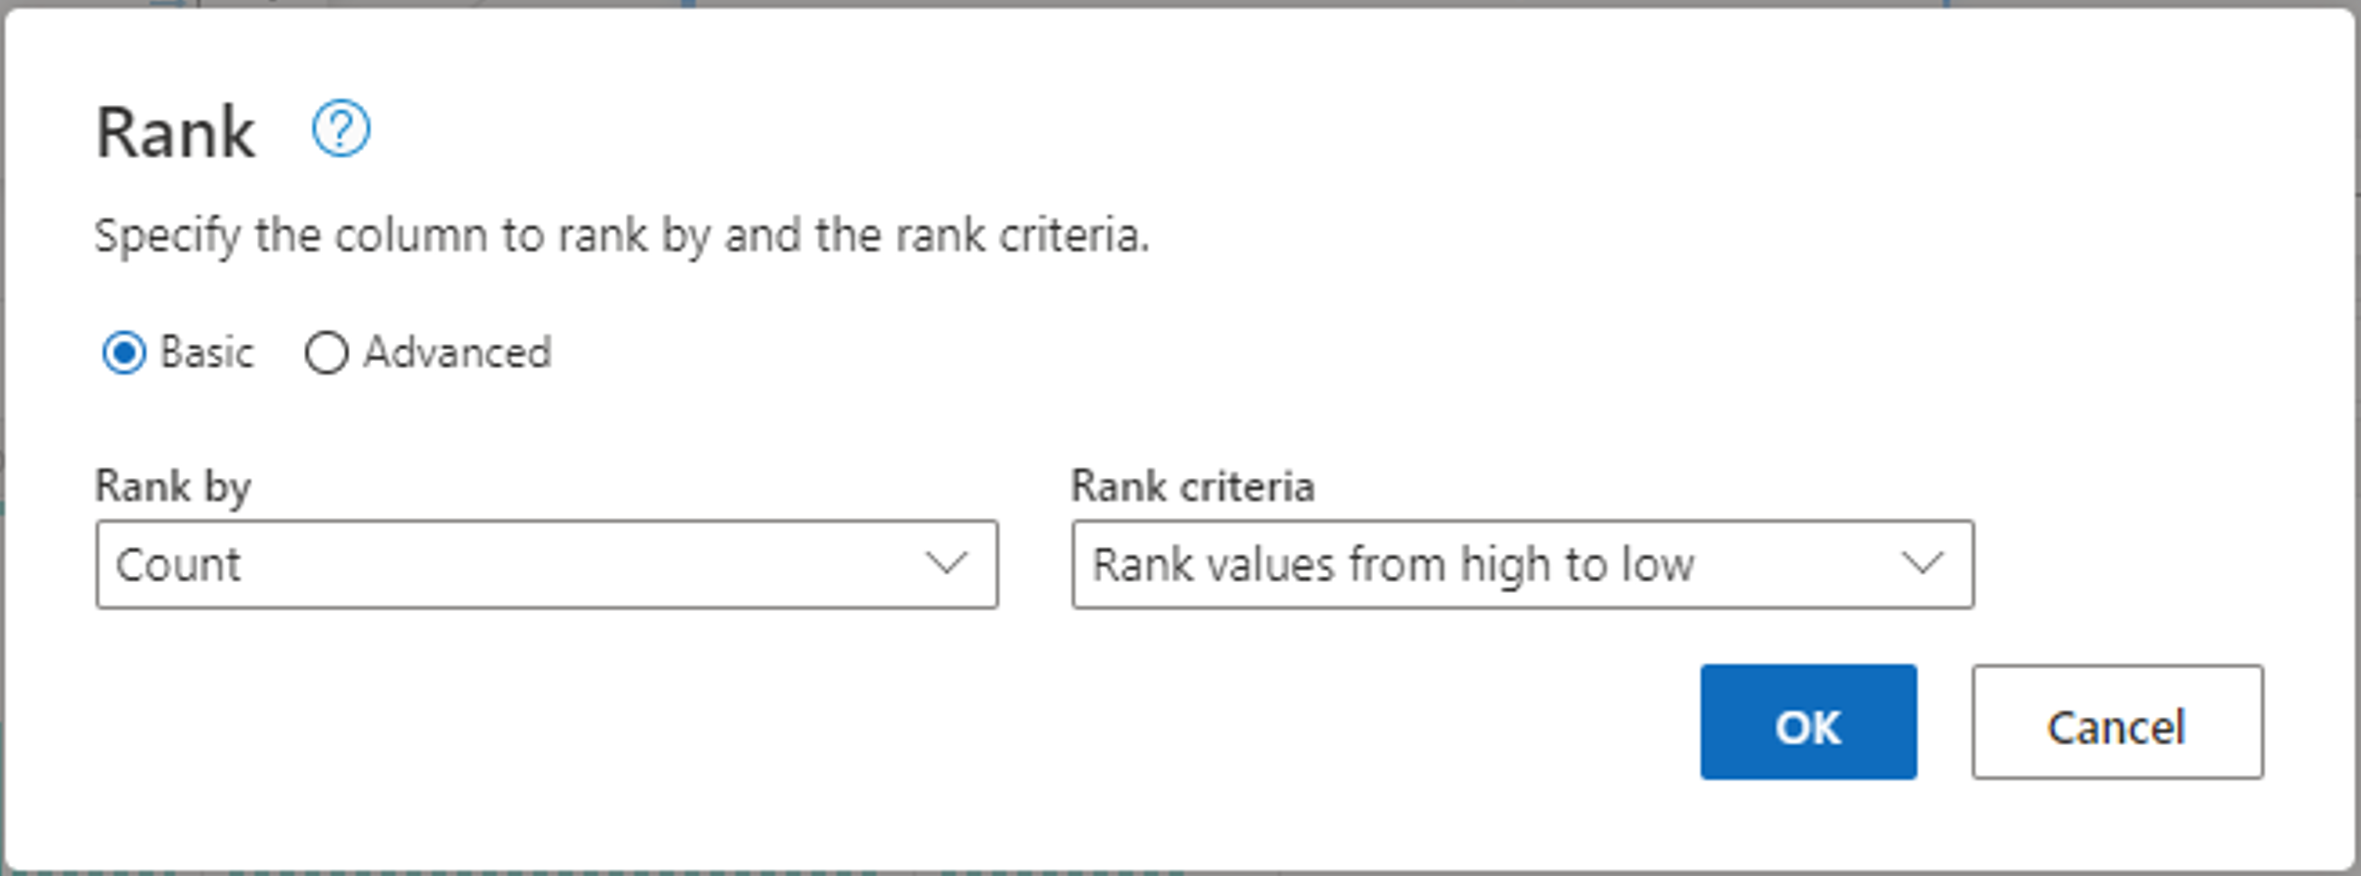 Rank
Specify the column to rank by and the rank criteria.
Basic Advanced
Rank by Rank criteria
Count Rank values from high to low
OK Cancel